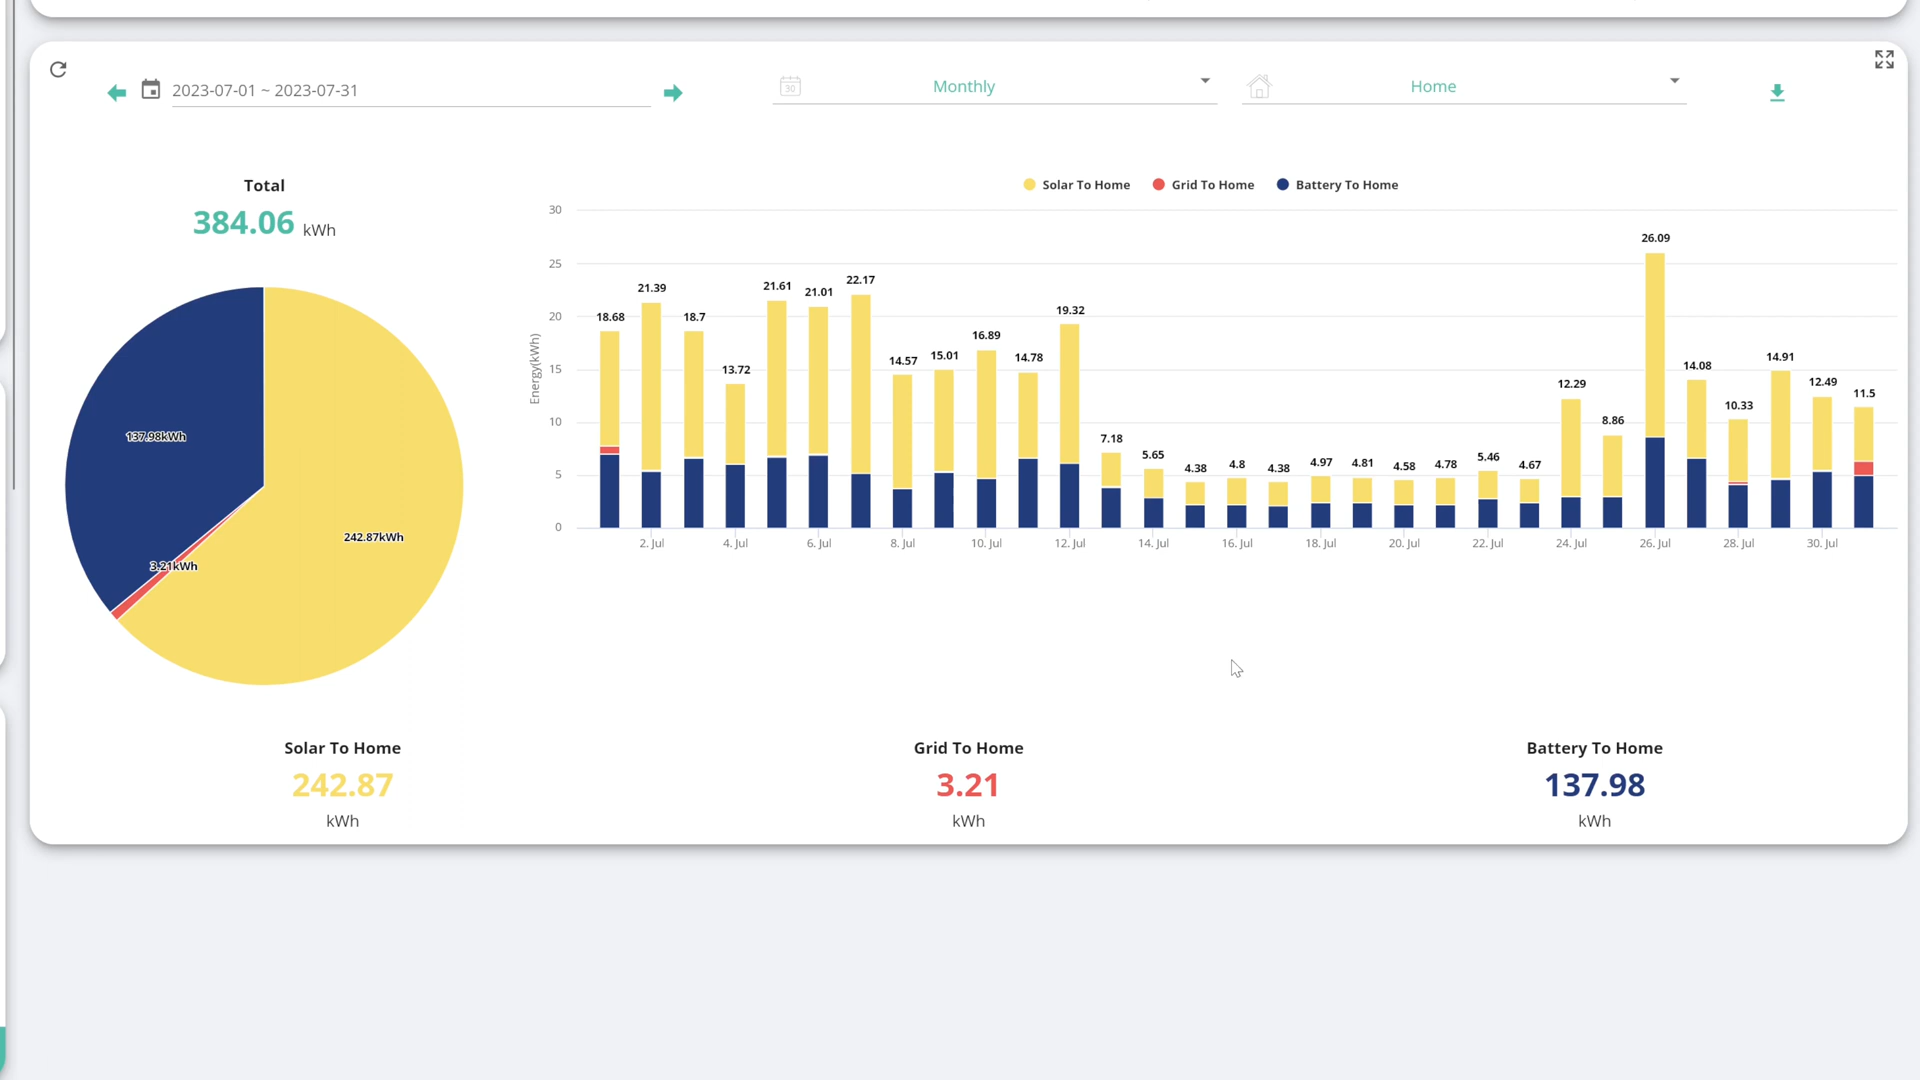 2023-07-01 ~ 2023-07-31
30
Monthly
Home
Total
384.06 kWh
137.98kWh
242.87kWh
3.21kWh
Solar To Home
Grid To Home
Battery To Home
Energy(kWh)
30
25
20
15
10
5
0
18.68
21.39
18.7
13.72
21.61
21.01
22.17
14.57
15.01
16.89
14.78
19.32
7.18
5.65
4.38
4.8
4.38
4.97
4.81
4.58
4.78
5.46
4.67
12.29
8.86
26.09
14.08
10.33
14.91
12.49
11.5
2. Jul
4. Jul
6. Jul
8. Jul
10. Jul
12. Jul
14. Jul
16. Jul
18. Jul
20. Jul
22. Jul
24. Jul
26. Jul
28. Jul
30. Jul
Solar To Home
242.87
kWh
Grid To Home
3.21
kWh
Battery To Home
137.98
kWh